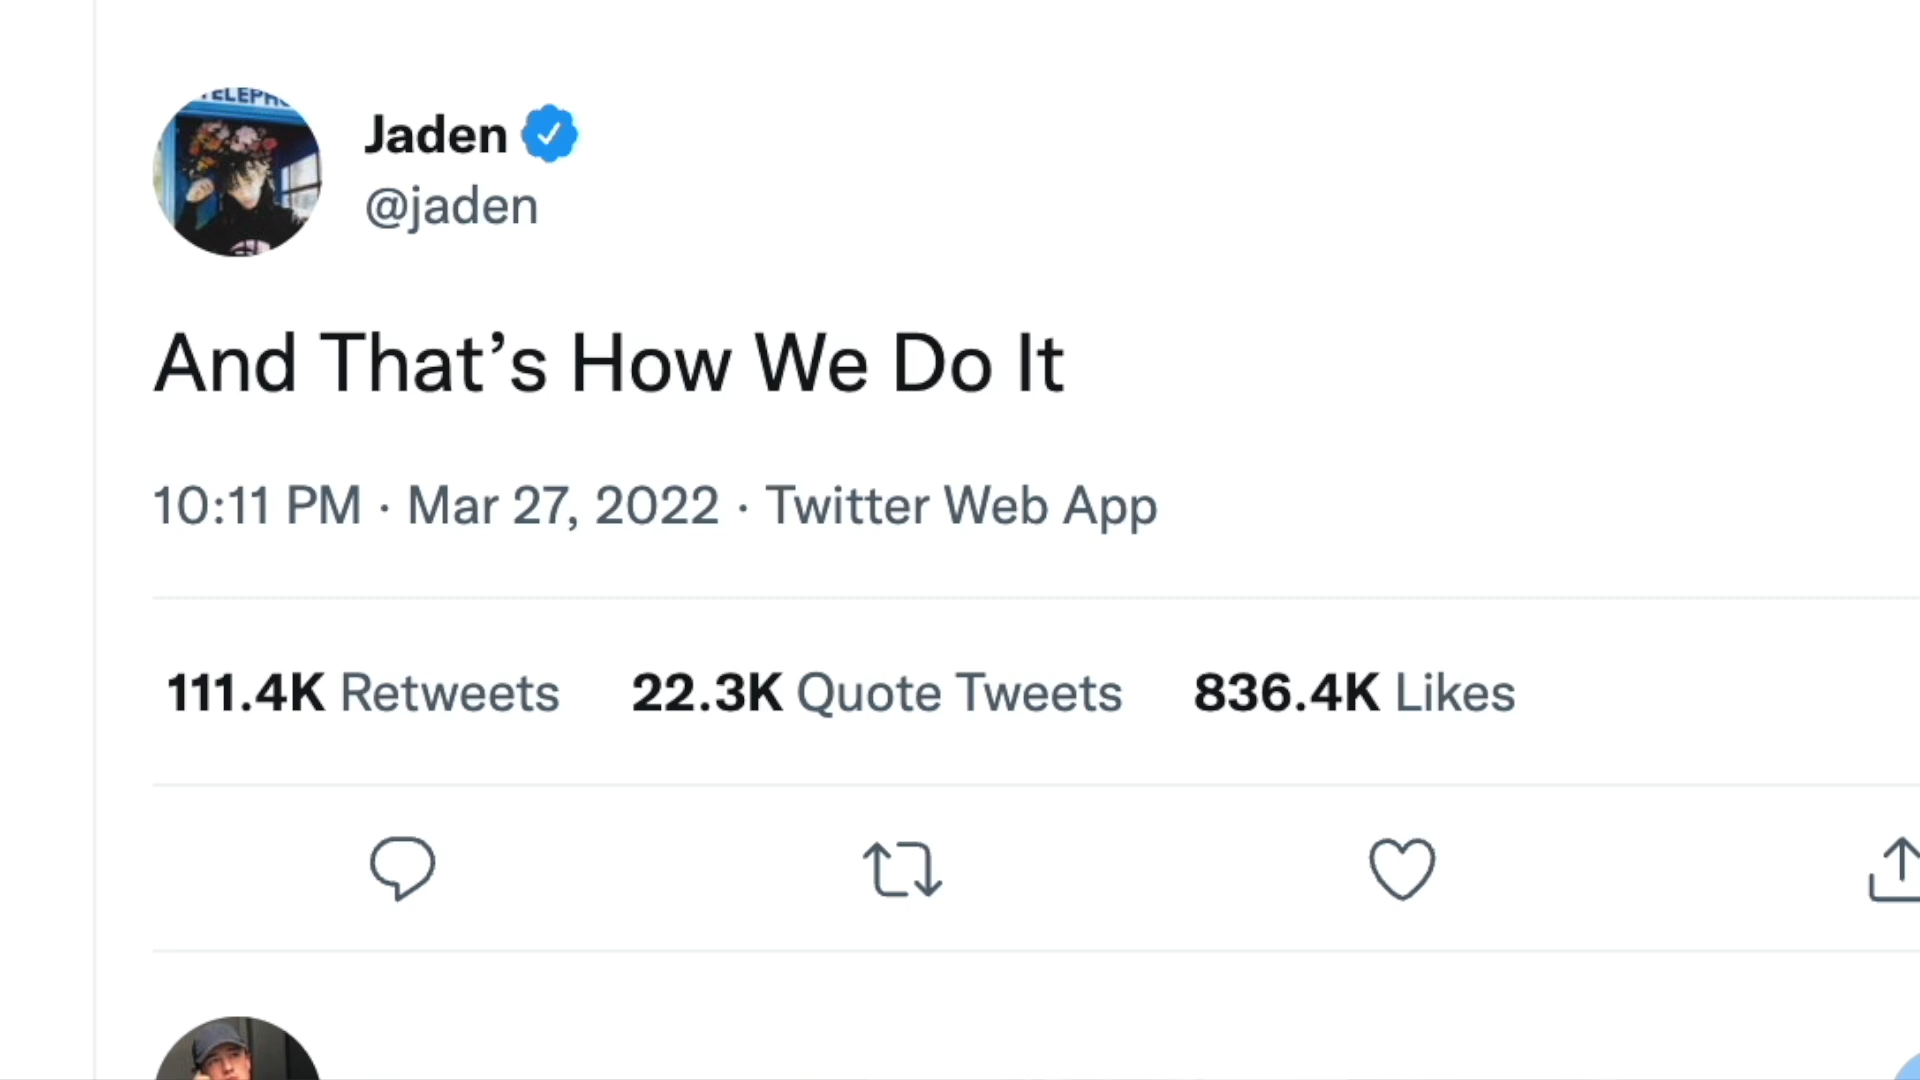 TELEPHO
Jaden
@jaden
And That’s How We Do It
10:11 PM · Mar 27, 2022 · Twitter Web App
111.4K Retweets 22.3K Quote Tweets 836.4K Likes